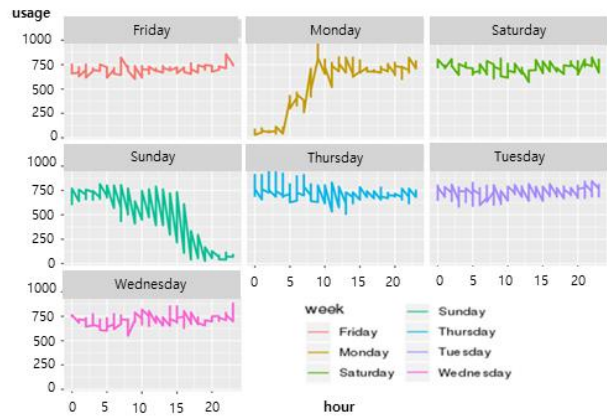 usage
Friday Monday Saturday
1000
750
500
250
0
Sunday Thursday Tuesday
1000
750
500
250
0
Wednesday
0 5 10 15 20 0 5 10 15 20
1000
750
500
250
0
0 5 10 15 20
hour
week
Friday
Monday
Saturday
Sunday
Thursday
Tuesday
Wednesday